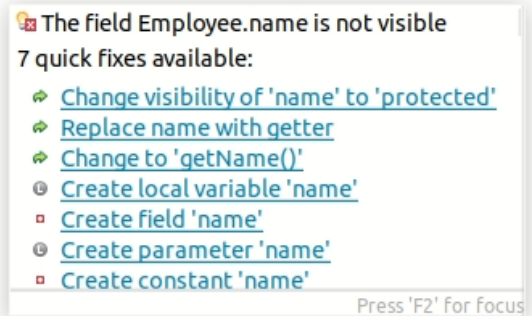 The field Employee.name is not visible
7 quick fixes available:
Change visibility of 'name' to 'protected'
Replace name with getter
Change to 'getName()'
Create local variable 'name'
Create field 'name'
Create parameter 'name'
Create constant 'name'
Press 'F2' for focus